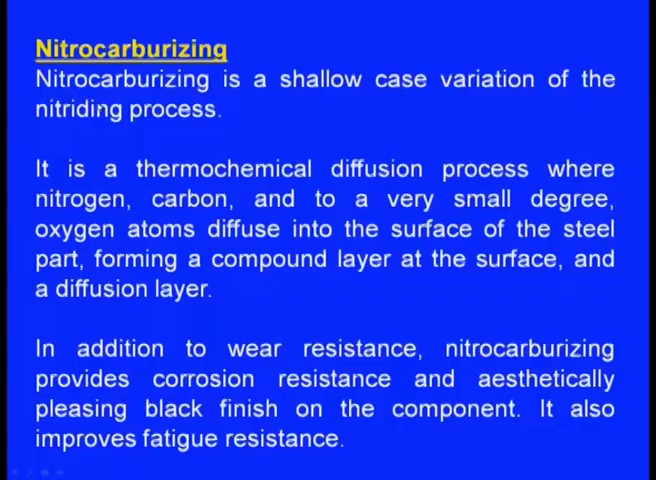 Nitrocarburizing
Nitrocarburizing is a shallow case variation of the
nitriding process.
It is a thermochemical diffusion process where
nitrogen, carbon, and to a very small degree,
oxygen atoms diffuse into the surface of the steel
part, forming a compound layer at the surface, and
a diffusion layer.
In addition to wear resistance, nitrocarburizing
provides corrosion resistance and aesthetically
pleasing black finish on the component. It also
improves fatigue resistance.